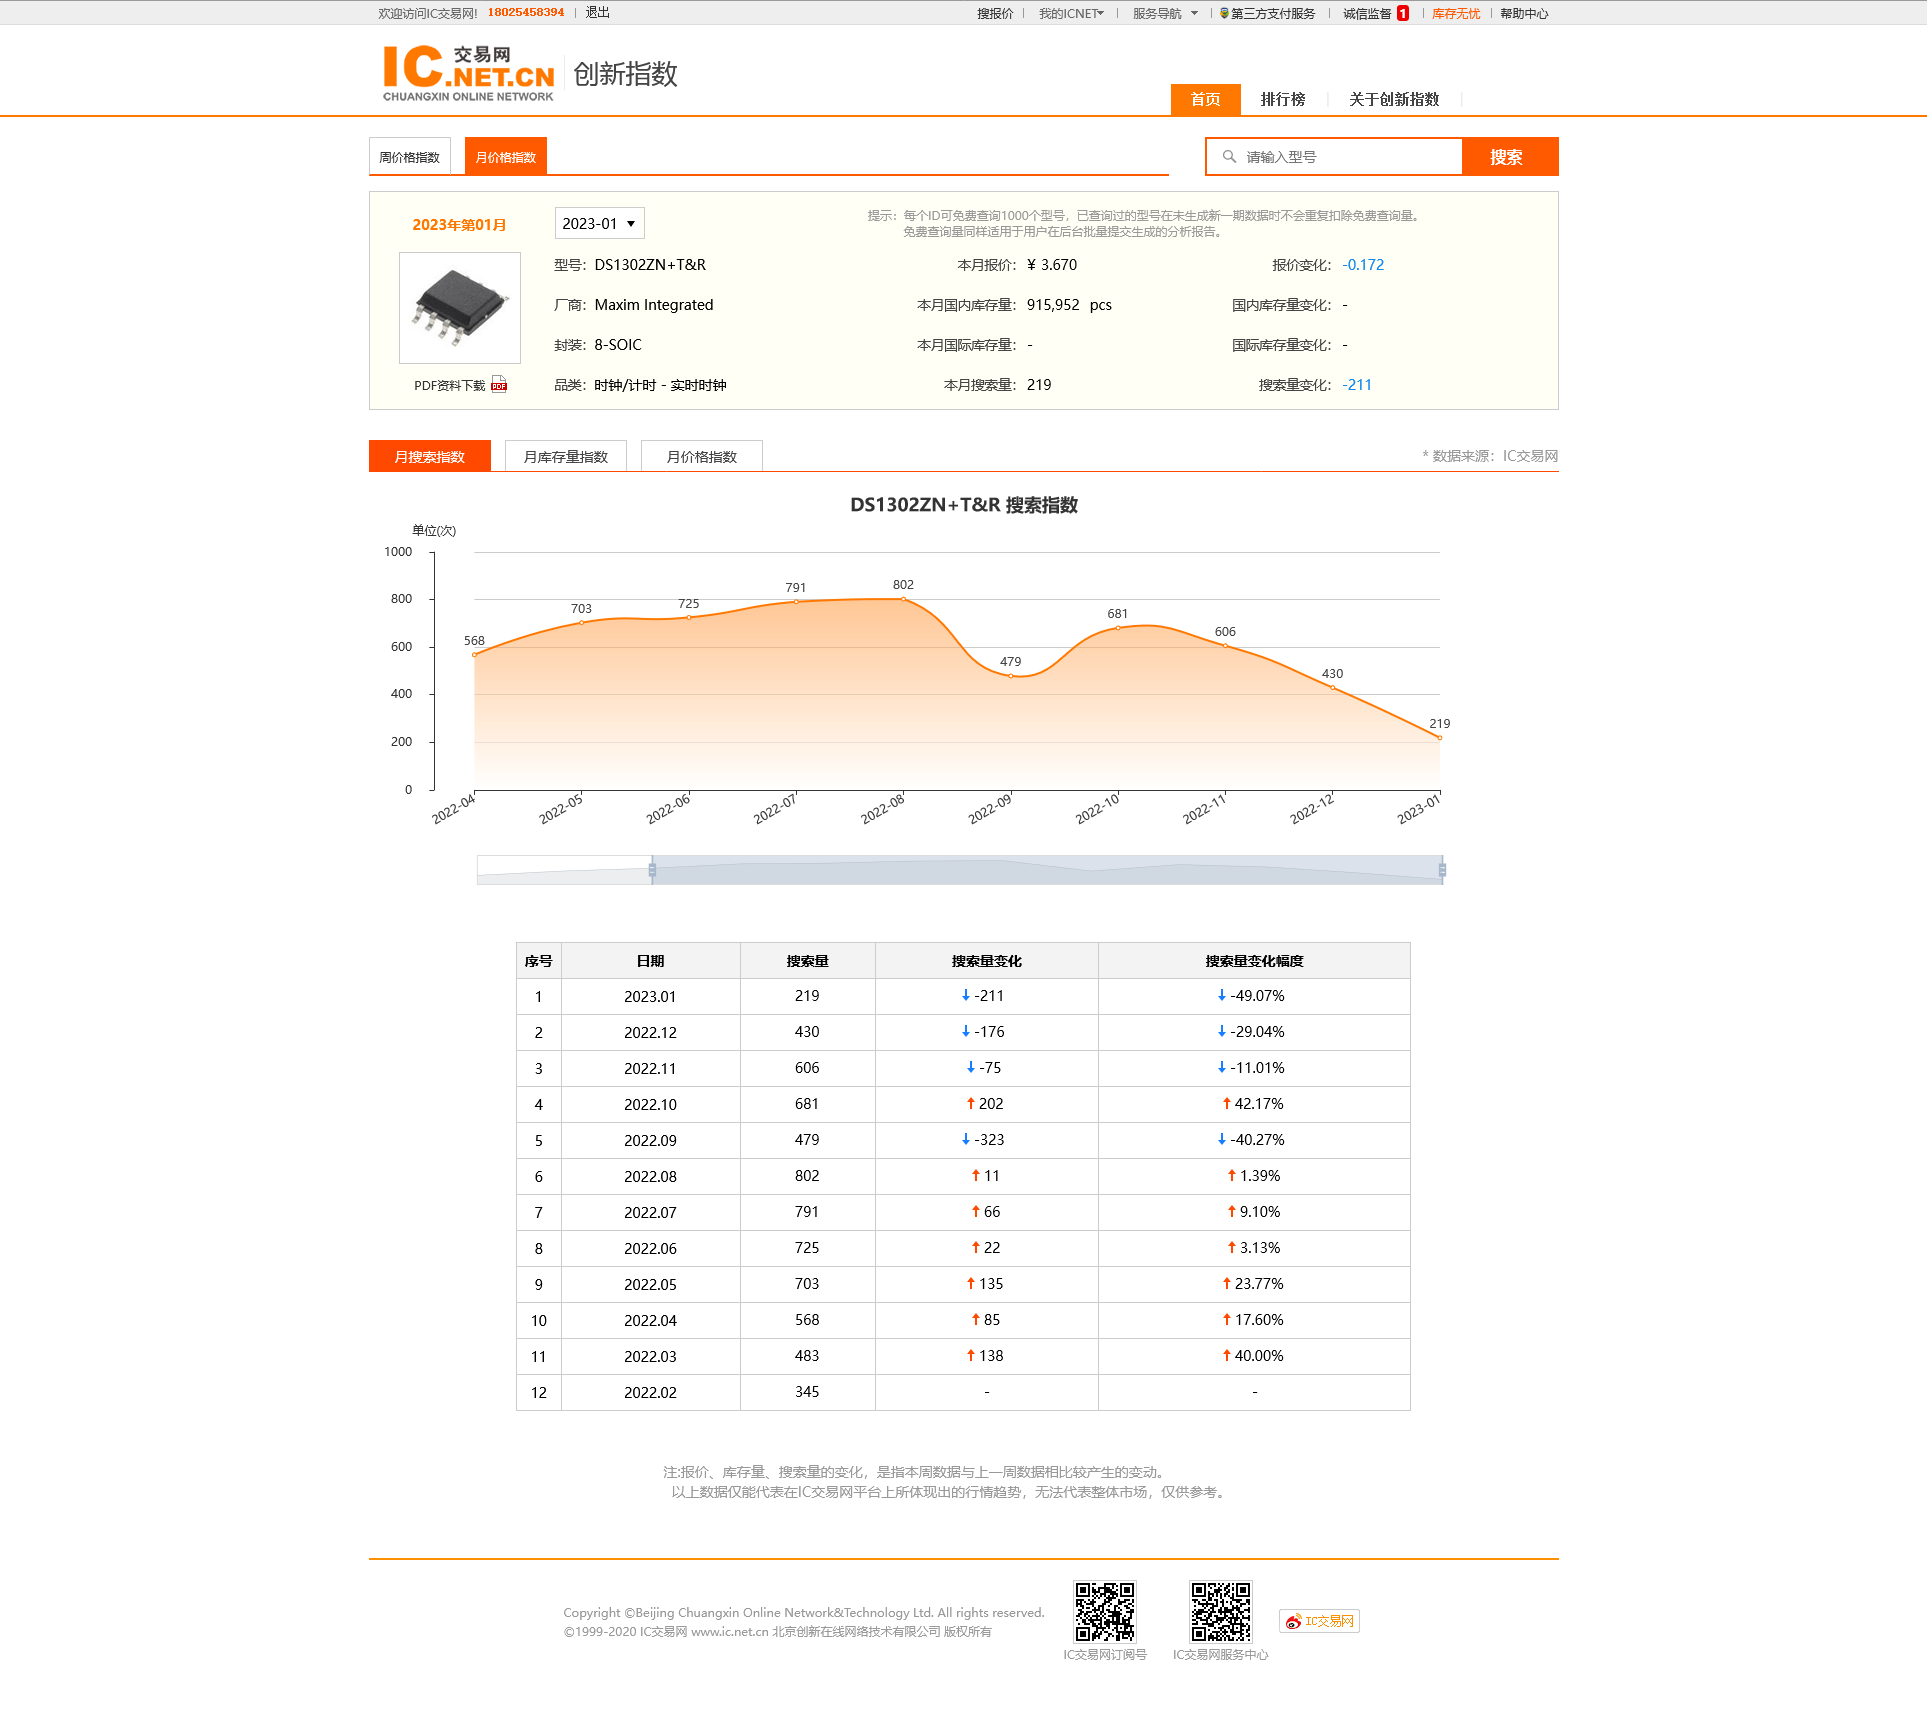 欢迎访问IC交易网! 18025458394 退出 搜报价 我的ICNET 服务导航 第三方支付服务 诚信监督 1 库存无忧 帮助中心
IC交易网.NET.CN 创新指数
CHUANGXIN ONLINE NETWORK
首页 排行榜 关于创新指数
周价格指数 月价格指数 请输入型号 搜索
2023年第01月 2023-01 提示：每个ID可免费查询1000个型号，已查询过的型号在未生成新一期数据时不会重复扣除免费查询量。
免费查询量同样适用于用户在后台批量提交生成的分析报告。
型号：DS1302ZN+T&R 本月报价：¥ 3.670 报价变化：-0.172
厂商：Maxim Integrated 本月国内库存量：915,952 pcs 国内库存量变化：-
封装：8-SOIC 本月国际库存量：- 国际库存量变化：-
PDF资料下载 PDF 品类：时钟/计时 - 实时时钟 本月搜索量：219 搜索量变化：-211
月搜索指数 月库存量指数 月价格指数 * 数据来源：IC交易网
DS1302ZN+T&R 搜索指数
单位(次)
1000
800
600
400
200
0
568 703 725 791 802 479 681 606 430 219
2022-04 2022-05 2022-06 2022-07 2022-08 2022-09 2022-10 2022-11 2022-12 2023-01
序号 日期 搜索量 搜索量变化 搜索量变化幅度
1 2023.01 219 ↓ -211 ↓ -49.07%
2 2022.12 430 ↓ -176 ↓ -29.04%
3 2022.11 606 ↓ -75 ↓ -11.01%
4 2022.10 681 ↑ 202 ↑ 42.17%
5 2022.09 479 ↓ -323 ↓ -40.27%
6 2022.08 802 ↑ 11 ↑ 1.39%
7 2022.07 791 ↑ 66 ↑ 9.10%
8 2022.06 725 ↑ 22 ↑ 3.13%
9 2022.05 703 ↑ 135 ↑ 23.77%
10 2022.04 568 ↑ 85 ↑ 17.60%
11 2022.03 483 ↑ 138 ↑ 40.00%
12 2022.02 345 - -
注:报价、库存量、搜索量的变化，是指本周数据与上一周数据相比较产生的变动。
以上数据仅能代表在IC交易网平台上所体现出的行情趋势，无法代表整体市场，仅供参考。
Copyright ©Beijing Chuangxin Online Network&Technology Ltd. All rights reserved.
©1999-2020 IC交易网 www.ic.net.cn 北京创新在线网络技术有限公司 版权所有
IC交易网
IC交易网订阅号 IC交易网服务中心